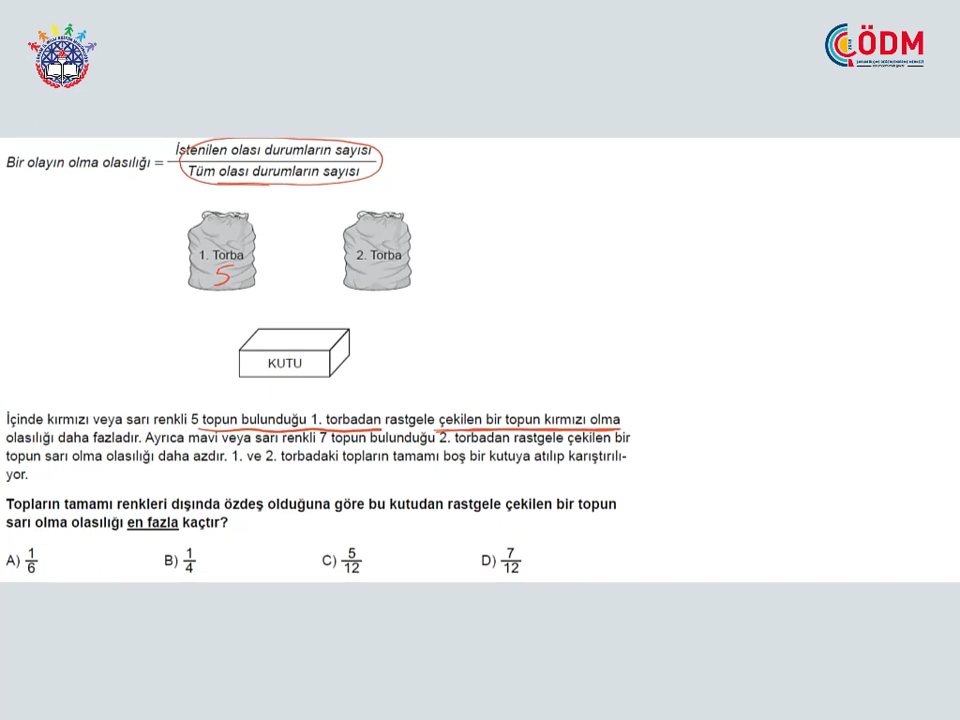 ÖDM
İstenilen olası durumların sayısı
Bir olayın olma olasılığı =
Tüm olası durumların sayısı
1. Torba
2. Torba
5
KUTU
İçinde kırmızı veya sarı renkli 5 topun bulunduğu 1. torbadan rastgele çekilen bir topun kırmızı olma
olasılığı daha fazladır. Ayrıca mavi veya sarı renkli 7 topun bulunduğu 2. torbadan rastgele çekilen bir
topun sarı olma olasılığı daha azdır. 1. ve 2. torbadaki topların tamamı boş bir kutuya atılıp karıştırılı-
yor.
Topların tamamı renkleri dışında özdeş olduğuna göre bu kutudan rastgele çekilen bir topun
sarı olma olasılığı en fazla kaçtır?
A) 1/6 B) 1/4 C) 5/12 D) 7/12